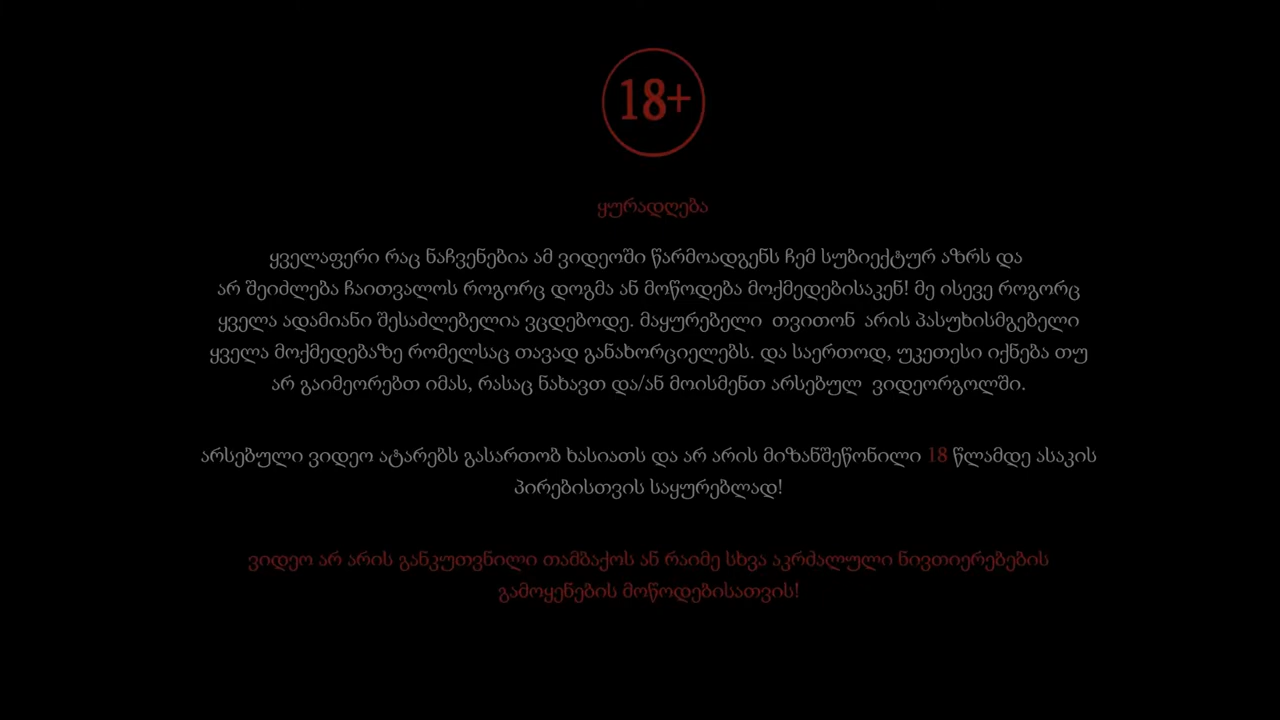 18+
ყურადღება
ყველაფერი რაც ნაჩვენებია ამ ვიდეოში წარმოადგენს ჩემ სუბიექტურ აზრს და
არ შეიძლება ჩაითვალოს როგორც დოგმა ან მოწოდება მოქმედებისაკენ! მე ისევე როგორც
ყველა ადამიანი შესაძლებელია ვცდებოდე. მაყურებელი თვითონ არის პასუხისმგებელი
ყველა მოქმედებაზე რომელსაც თავად განახორციელებს. და საერთოდ, უკეთესი იქნება თუ
არ გაიმეორებთ იმას, რასაც ნახავთ და/ან მოისმენთ არსებულ ვიდეორგოლში.
არსებული ვიდეო ატარებს გასართობ ხასიათს და არ არის მიზანშეწონილი 18 წლამდე ასაკის
პირებისთვის საყურებლად!
ვიდეო არ არის განკუთვნილი თამბაქოს ან რაიმე სხვა აკრძალული ნივთიერებების
გამოყენების მოწოდებისათვის!